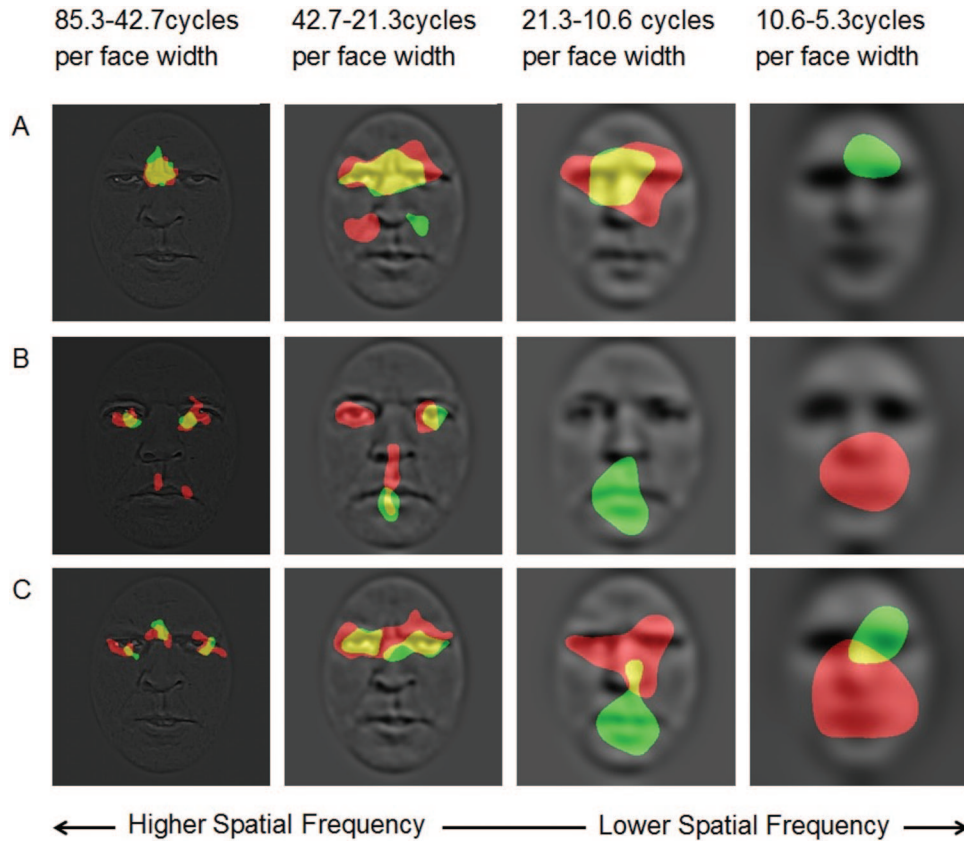 85.3-42.7cycles per face width
42.7-21.3cycles per face width
21.3-10.6 cycles per face width
10.6-5.3cycles per face width
A
B
C
Higher Spatial Frequency
Lower Spatial Frequency